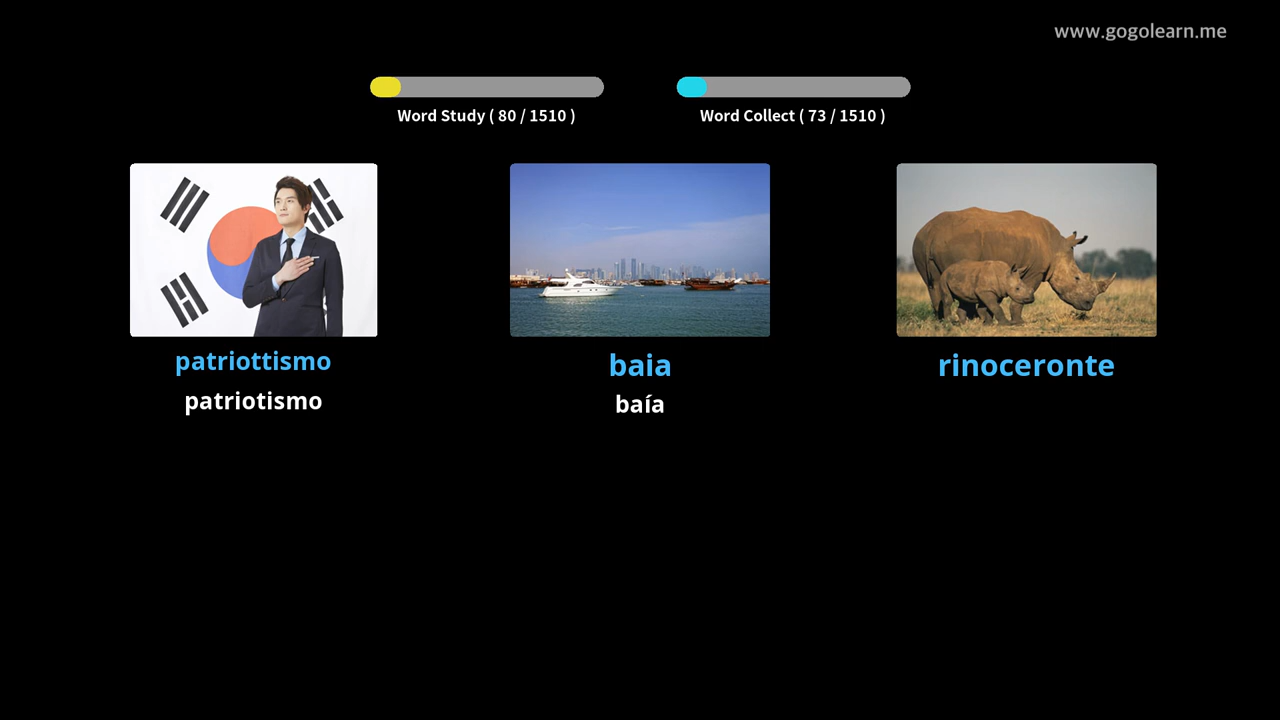 www.gogolearn.me
Word Study ( 80 / 1510 )
Word Collect ( 73 / 1510 )
patriottismo
patriotismo
baia
baía
rinoceronte